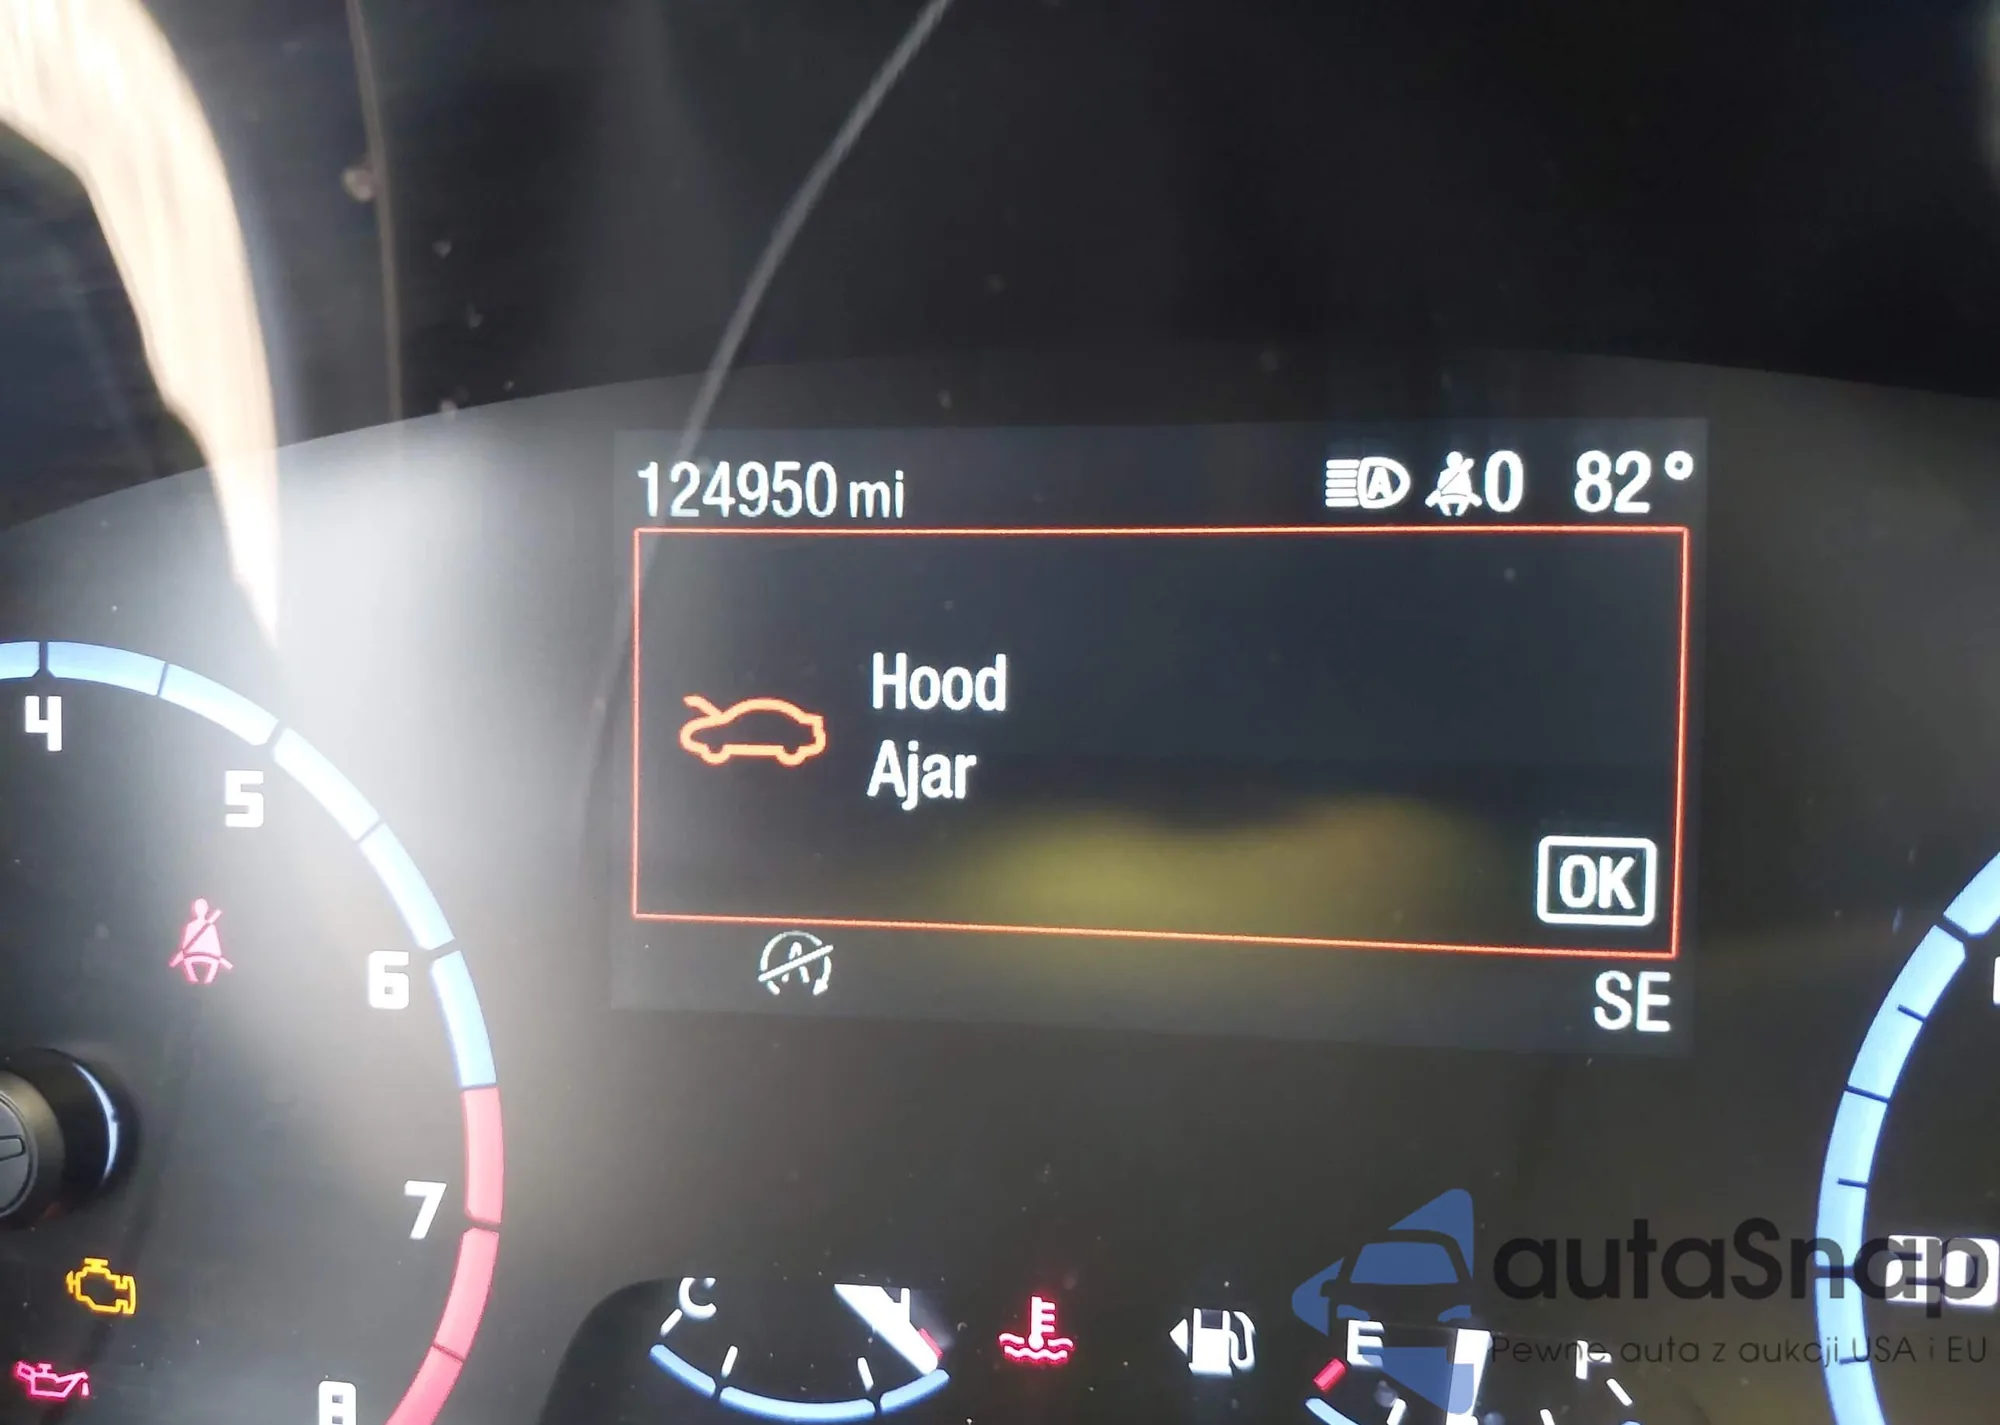 124950 mi
A 0 82°
Hood
Ajar
OK
A
SE
4
5
6
7
8
C
H
E
autaSnap
Pewne auta z aukcji USA i EU